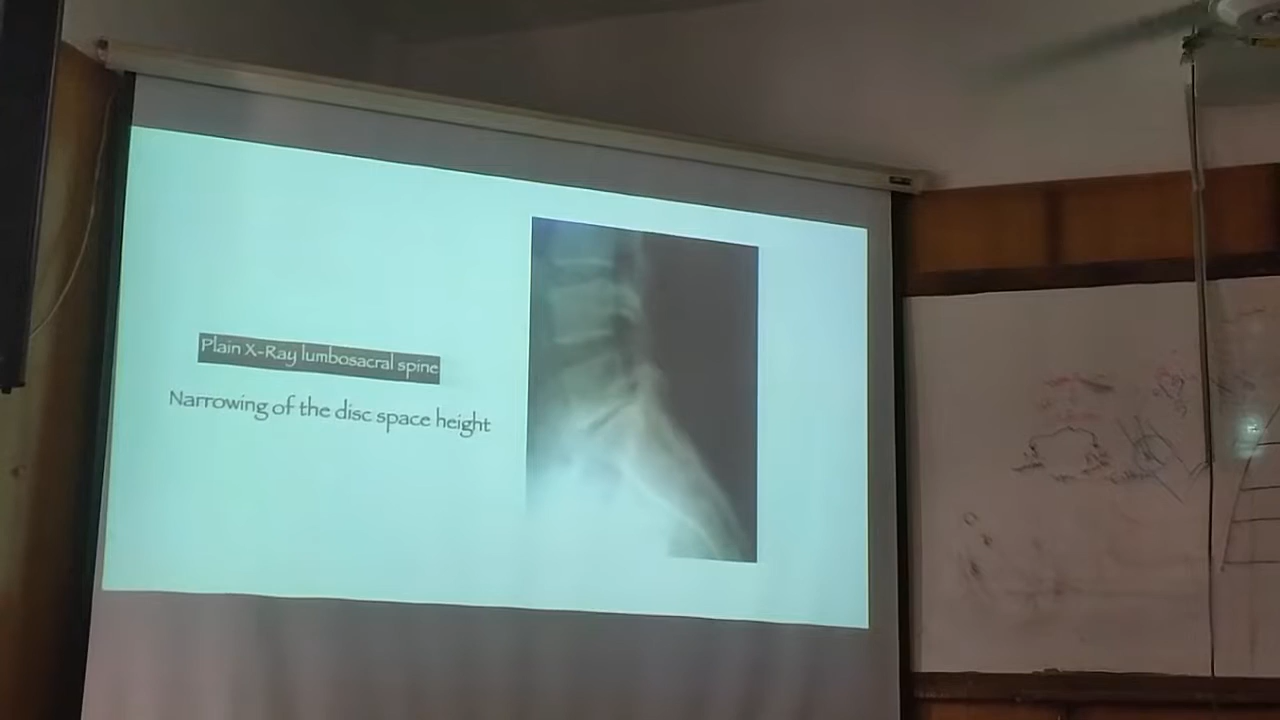 Plain X-Ray lumbosacral spine
Narrowing of the disc space height